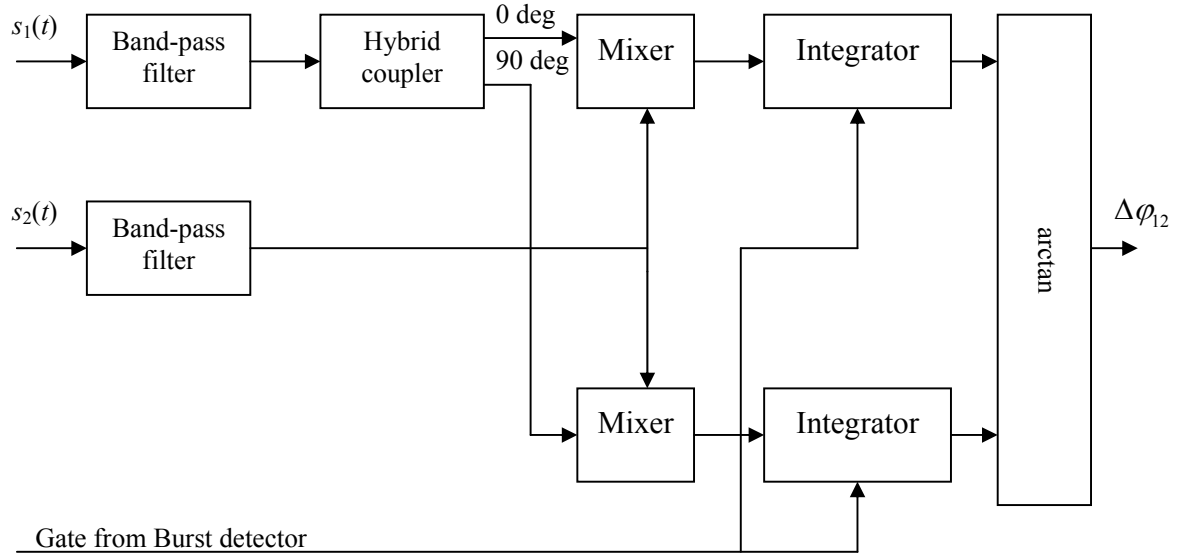 s1(t)
Band-pass
filter
Hybrid
coupler
0 deg
90 deg
Mixer
Integrator
s2(t)
Band-pass
filter
arctan
Δφ12
Mixer
Integrator
Gate from Burst detector